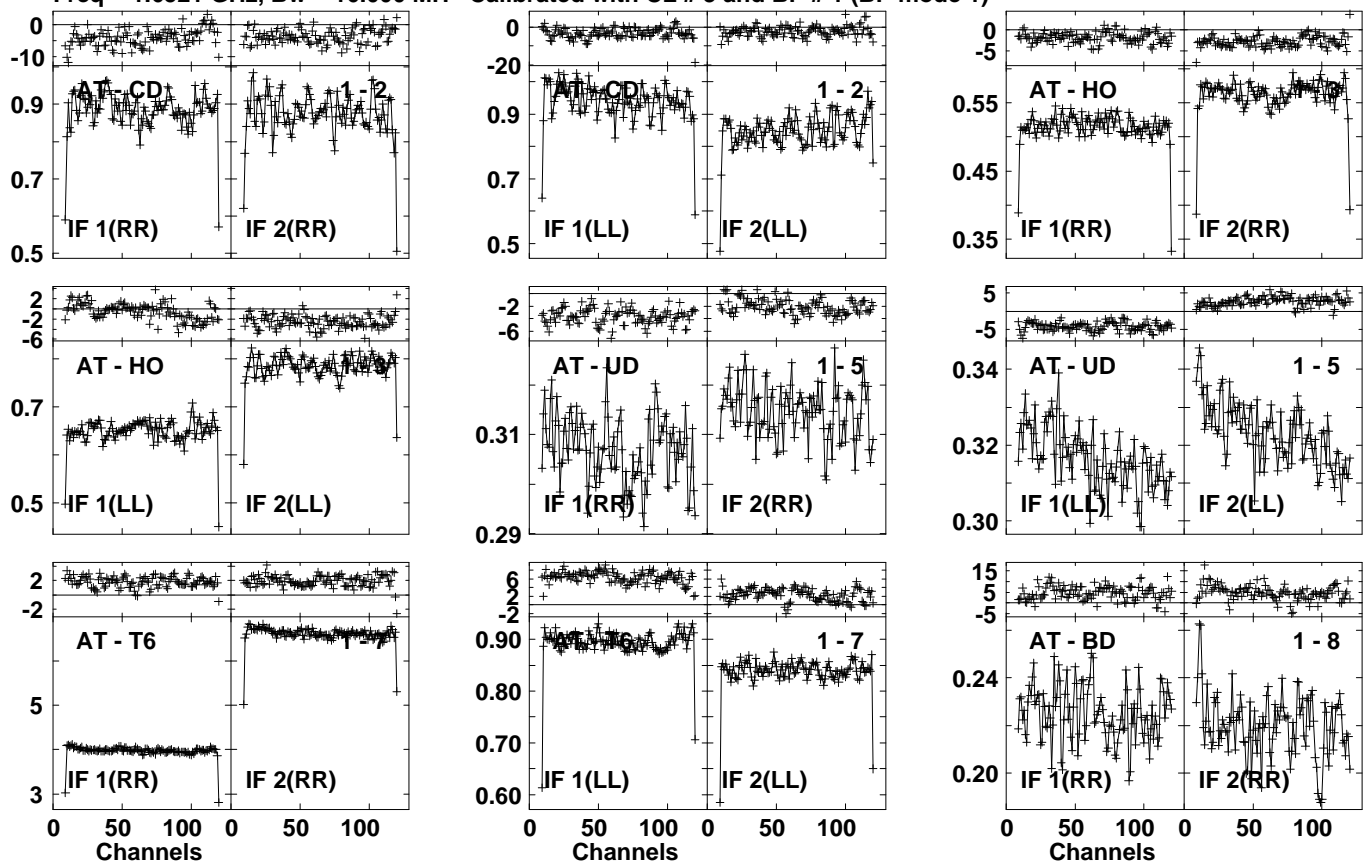 0 0 0
-10 -20 -5
0.9 AT - CD 1 - 2 0.9 AT - CD 1 - 2 0.55 AT - HO 1 - 3
0.7 0.7 0.45
0.5 IF 1(RR) IF 2(RR) 0.5 IF 1(LL) IF 2(LL) 0.35 IF 1(RR) IF 2(RR)
2 -2 -6 -2 -6 5 -5
AT - HO 1 - 3 AT - UD 1 - 5 0.34 AT - UD 1 - 5
0.7 0.31 0.32
0.5 IF 1(LL) IF 2(LL) 0.29 IF 1(RR) IF 2(RR) 0.30 IF 1(LL) IF 2(LL)
2 -2 6 2 -2 15 5 -5
AT - T6 1 - 7 0.90 AT - T6 1 - 7 AT - BD 1 - 8
5 0.80 0.24
0.70
3 IF 1(RR) IF 2(RR) 0.60 IF 1(LL) IF 2(LL) 0.20 IF 1(RR) IF 2(RR)
0 50 100 0 50 100 0 50 100 0 50 100 0 50 100 0 50 100
Channels Channels Channels